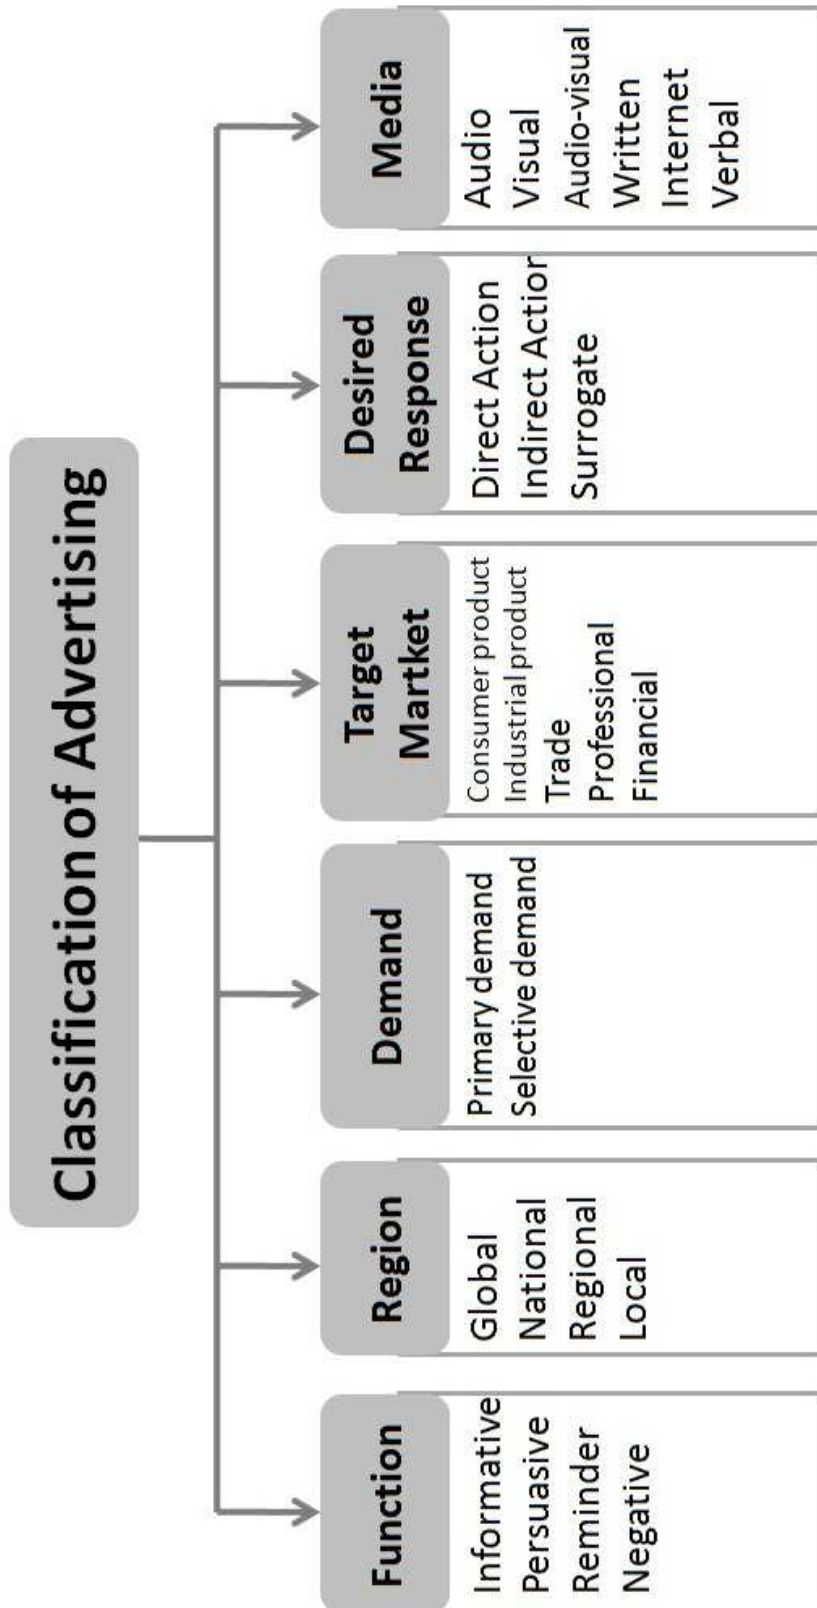 Classification of Advertising
Function
Informative
Persuasive
Reminder
Negative
Region
Global
National
Regional
Local
Demand
Primary demand
Selective demand
Target
Martket
Consumer product
Industrial product
Trade
Professional
Financial
Desired
Response
Direct Action
Indirect Action
Surrogate
Media
Audio
Visual
Audio-visual
Written
Internet
Verbal